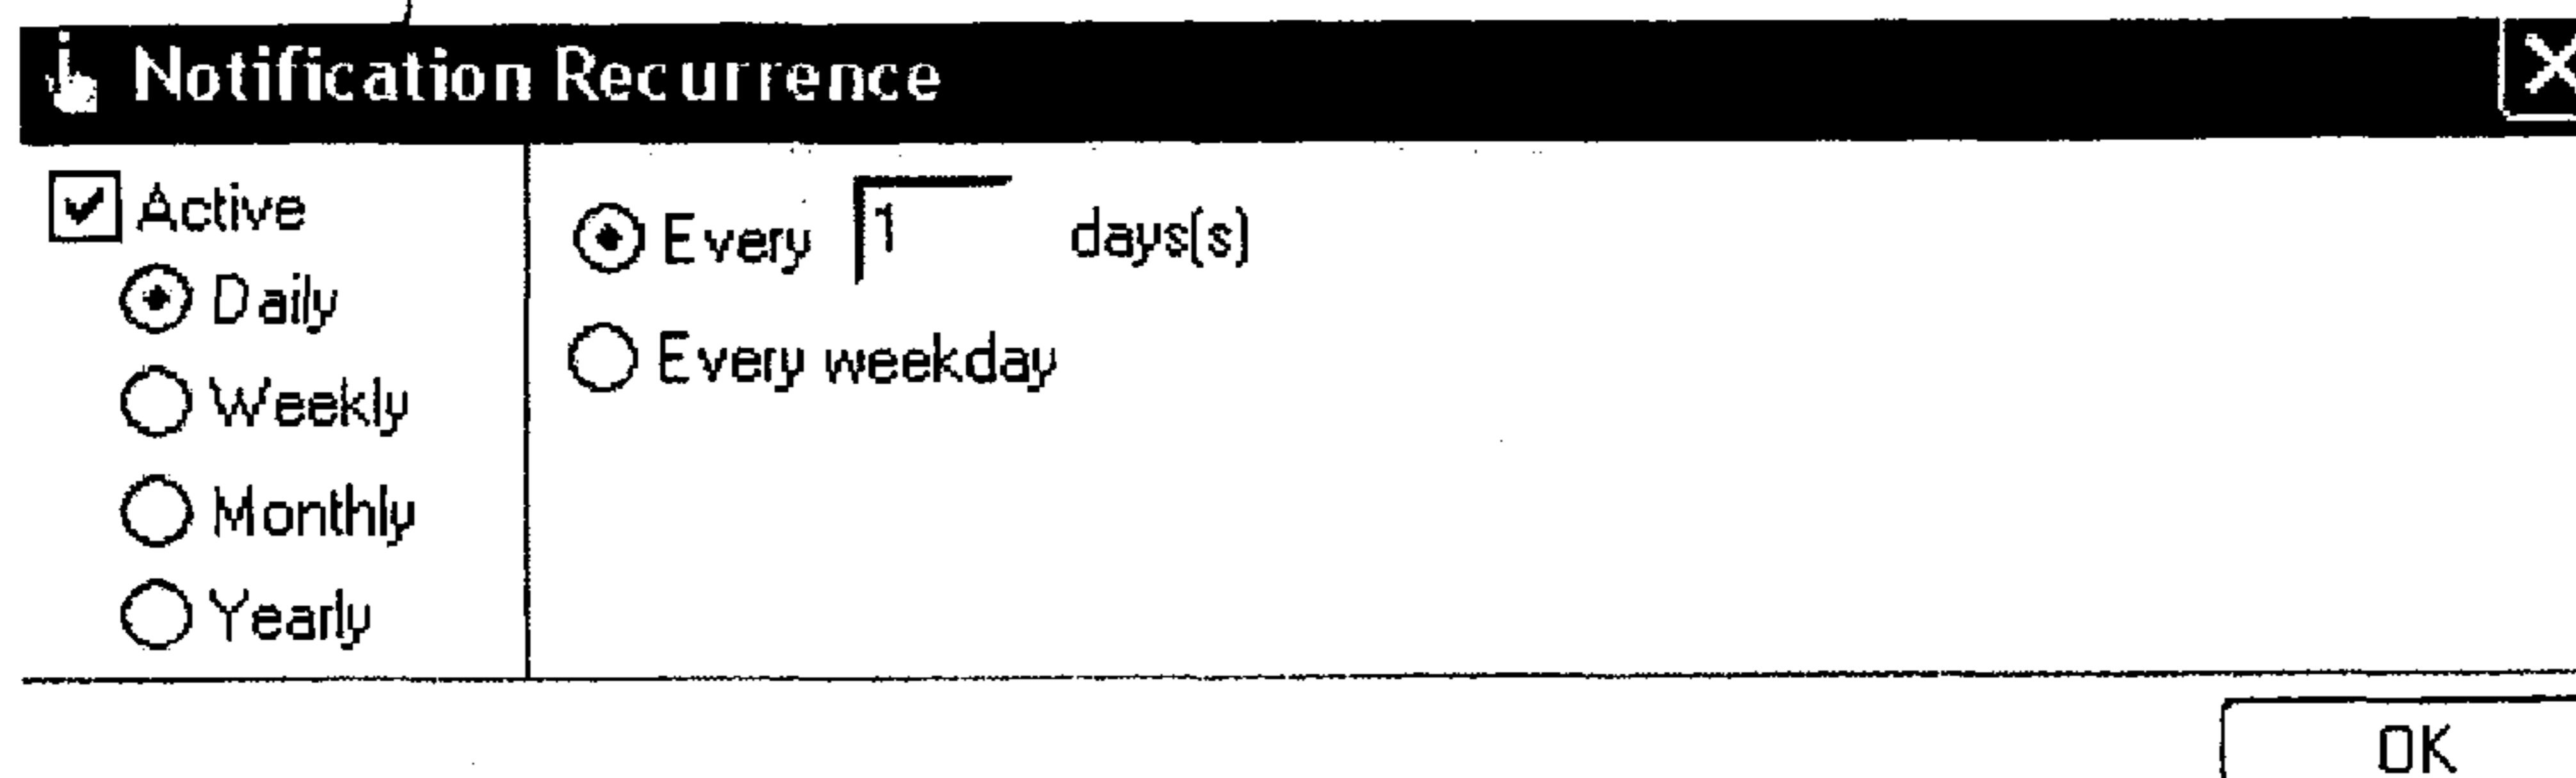 Notification Recurrence
Active
Daily
Weekly
Monthly
Yearly
Every 1 days(s)
Every weekday
OK